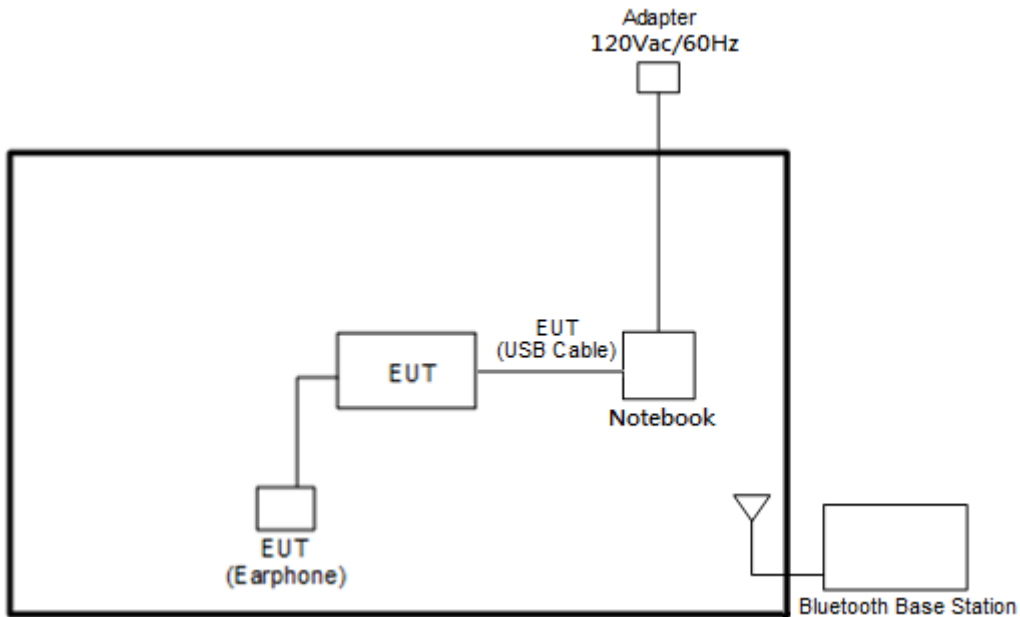 Adapter
120Vac/60Hz
EUT
(USB Cable)
EUT
Notebook
EUT
(Earphone)
Bluetooth Base Station